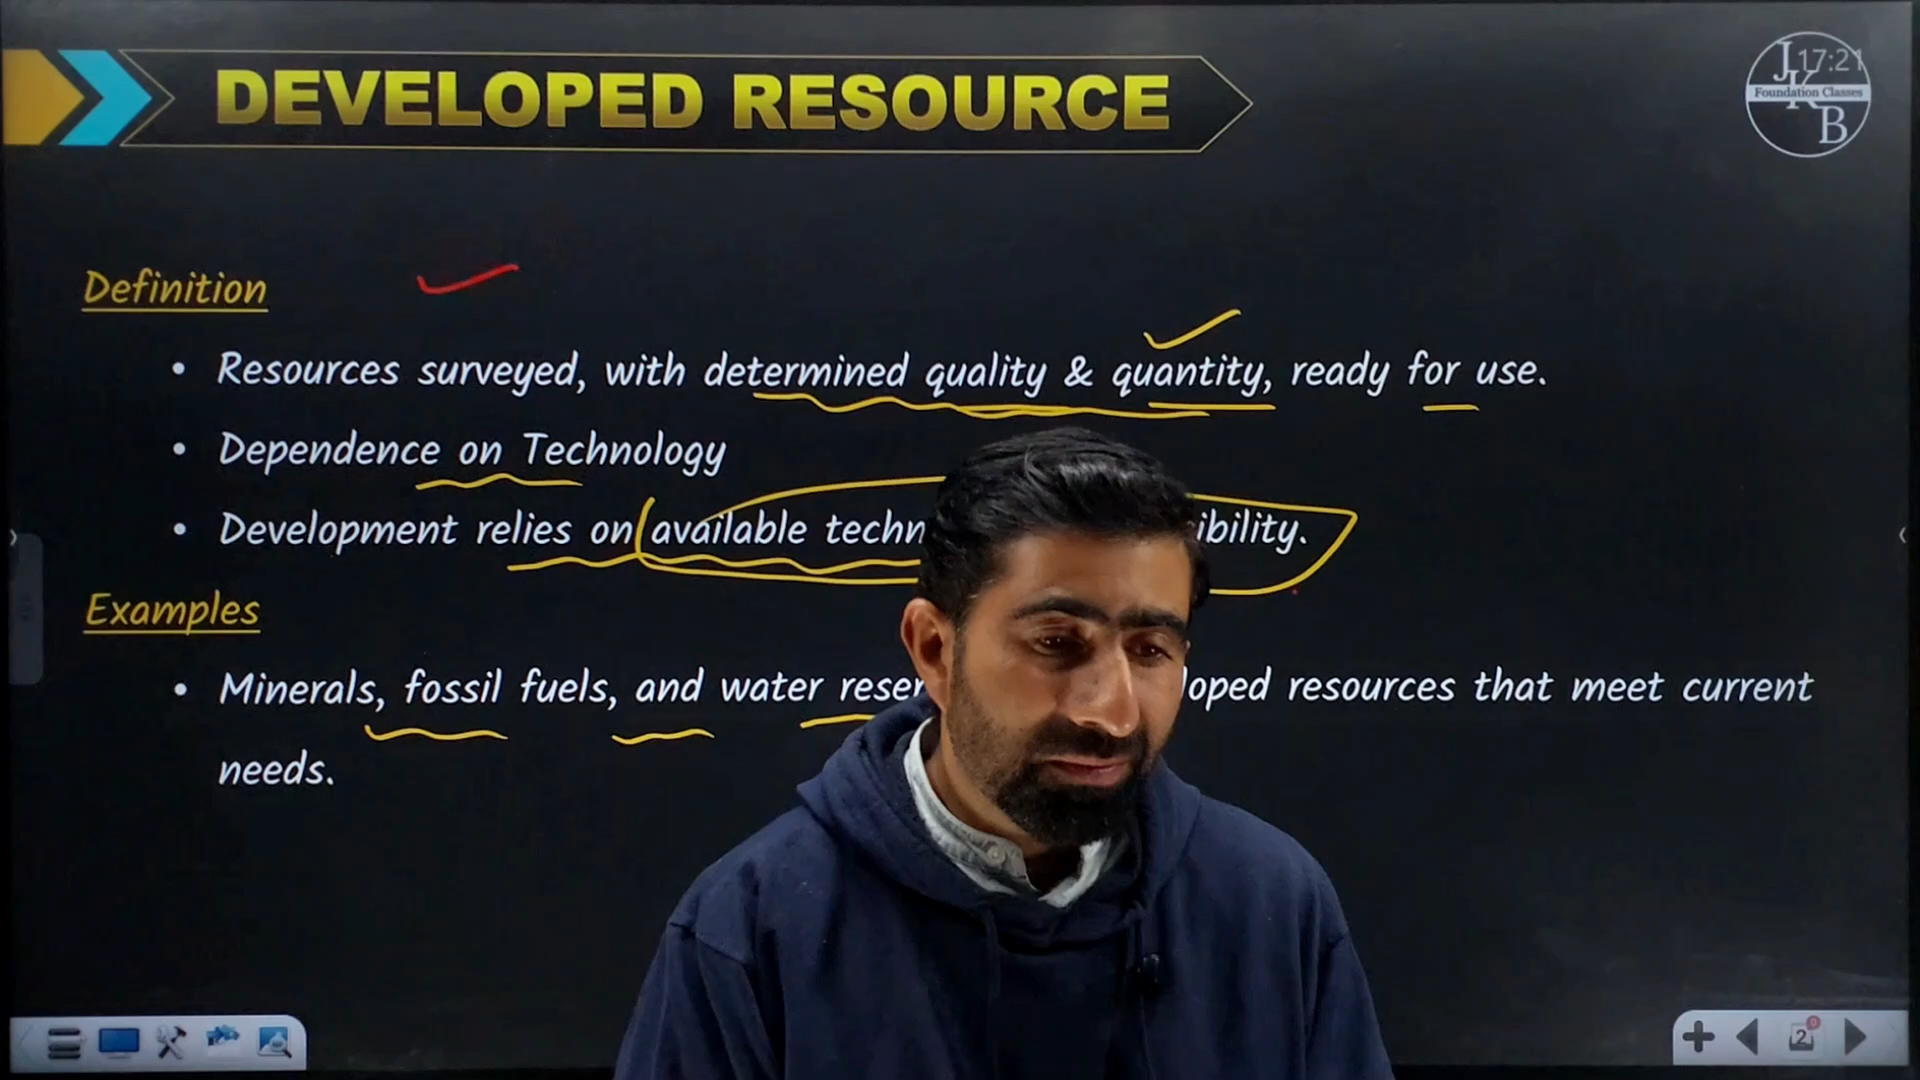 DEVELOPED RESOURCE
J 17:21
Foundation Classes
K
B
Definition
• Resources surveyed, with determined quality & quantity, ready for use.
• Dependence on Technology
• Development relies on available techn ibility.
Examples
• Minerals, fossil fuels, and water reser loped resources that meet current
needs.
2
0